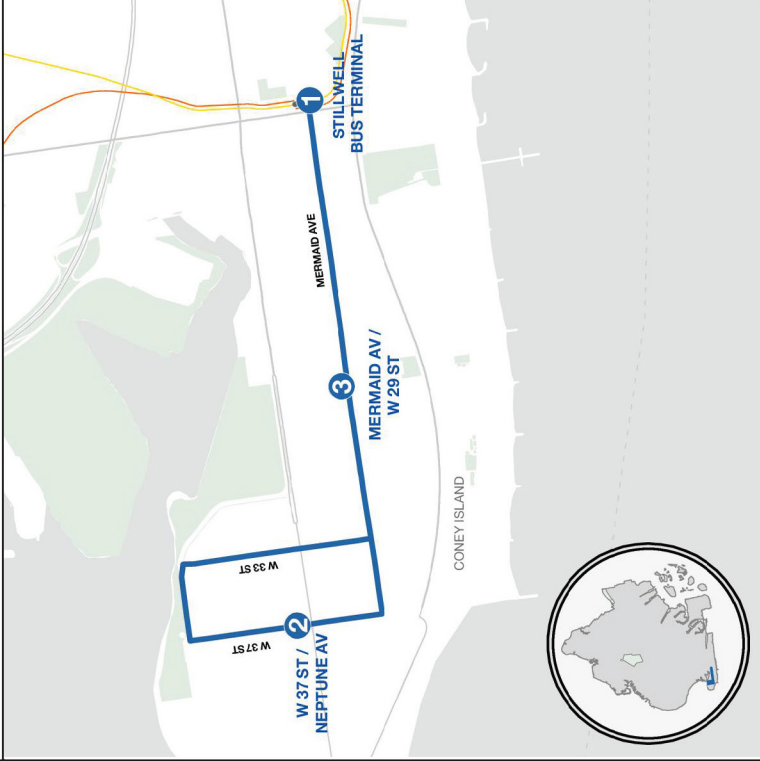 1
STILLWELL
BUS TERMINAL
MERMAID AVE
3
MERMAID AV /
W 29 ST
CONEY ISLAND
W 33 ST
W 37 ST
2
W 37 ST /
NEPTUNE AV